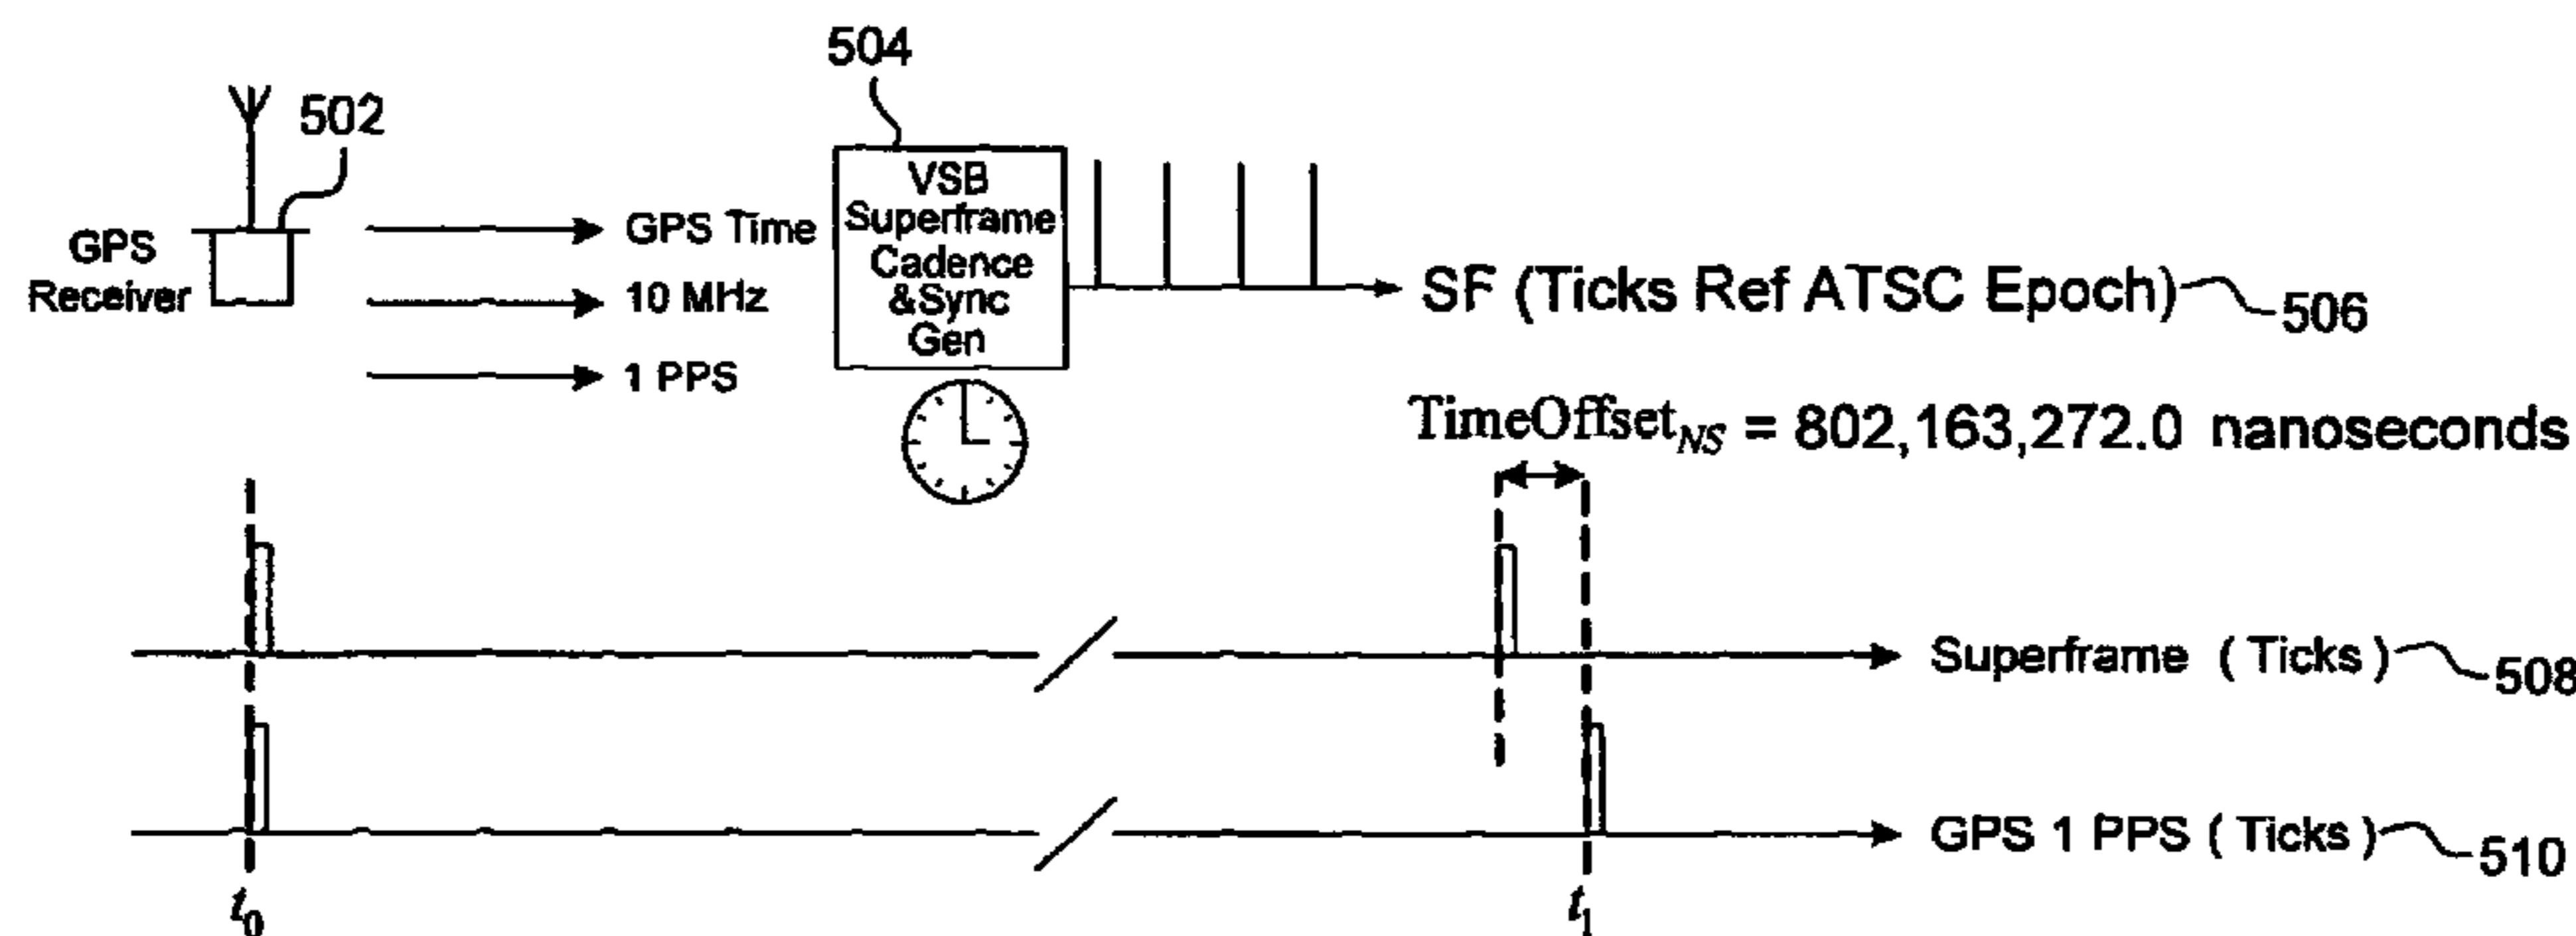 504
502
VSB
Superframe
Cadence
&Sync
Gen
GPS
Receiver
GPS Time
10 MHz
1 PPS
SF (Ticks Ref ATSC Epoch)
506
TimeOffsetNS = 802,163,272.0 nanoseconds
Superframe ( Ticks )
508
GPS 1 PPS ( Ticks )
510
t0
t1